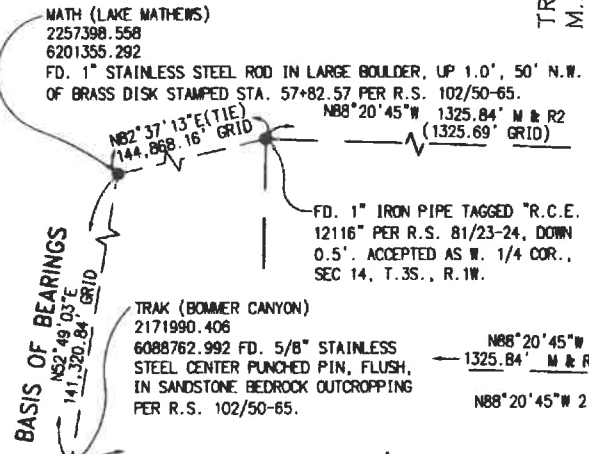 MATH (LAKE MATHEWS)
2257398.558
6201355.292
FD. 1" STAINLESS STEEL ROD IN LARGE BOULDER, UP 1.0', 50' N.W.
OF BRASS DISK STAMPED STA. 57+82.57 PER R.S. 102/50-65.
TR
M.
N82°37'13"E(TIE)
144,868.16' GRID
N88°20'45"W 1325.84' M & R2
(1325.69' GRID)
FD. 1" IRON PIPE TAGGED "R.C.E.
12116" PER R.S. 81/23-24, DOWN
0.5'. ACCEPTED AS W. 1/4 COR.,
SEC 14, T.3S., R.1W.
BASIS OF BEARINGS
N52°49'03"E
141,320.84' GRID
TRAK (BOMMER CANYON)
2171990.406
6088762.992 FD. 5/8" STAINLESS
STEEL CENTER PUNCHED PIN, FLUSH,
IN SANDSTONE BEDROCK OUTCROPPING
PER R.S. 102/50-65.
N88°20'45"W
1325.84' M & R
N88°20'45"W 2